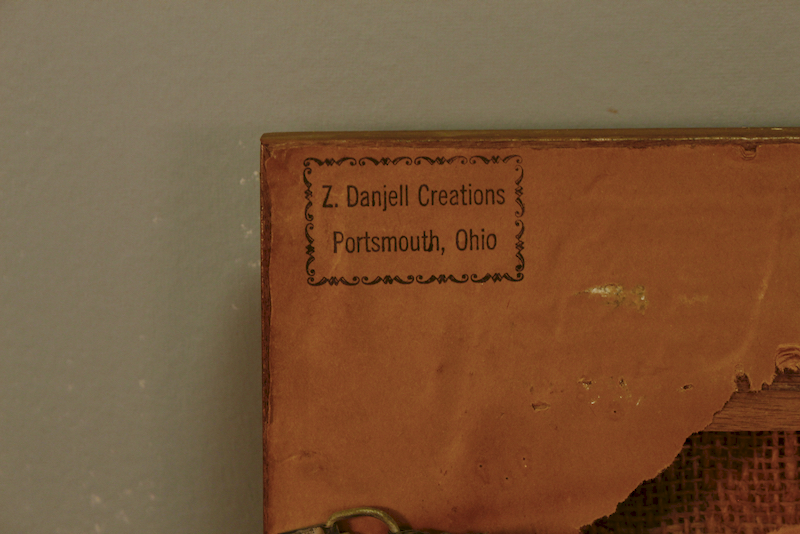 Z. Danjell Creations
Portsmouth, Ohio